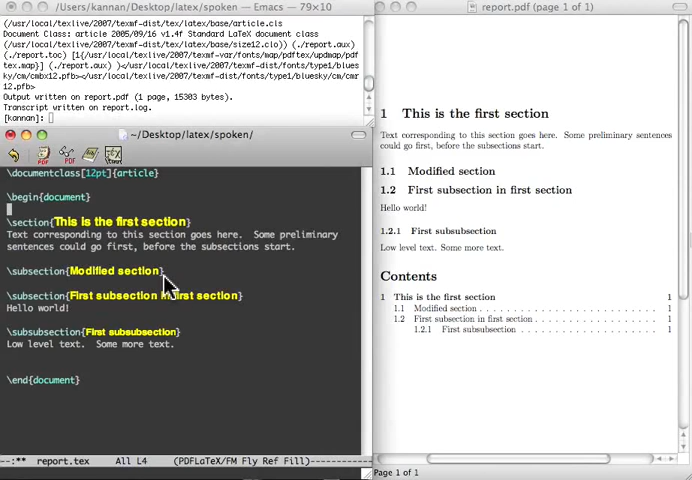 /Users/kannan — Emacs — 79×10
(/usr/local/texlive/2007/texmf-dist/tex/latex/base/article.cls
Document Class: article 2005/09/16 v1.4f Standard LaTeX document class
(/usr/local/texlive/2007/texmf-dist/tex/latex/base/size12.clo)) (./report.aux)
(./report.toc) [1{/usr/local/texlive/2007/texmf-var/fonts/map/pdftex/updmap/pdf
tex.map}] (./report.aux) )</usr/local/texlive/2007/texmf-dist/fonts/type1/blues
ky/cm/cmbx12.pfb></usr/local/texlive/2007/texmf-dist/fonts/type1/bluesky/cm/cmr
12.pfb>
Output written on report.pdf (1 page, 15303 bytes).
Transcript written on report.log.
[kannan]:
~/Desktop/latex/spoken/
\documentclass[12pt]{article}
\begin{document}
\section{This is the first section}
Text corresponding to this section goes here. Some preliminary
sentences could go first, before the subsections start.
\subsection{Modified section}
\subsection{First subsection in first section}
Hello world!
\subsubsection{First subsubsection}
Low level text. Some more text.
\end{document}
--:** report.tex All L4 (PDFLaTeX/FM Fly Ref Fill)
report.pdf (page 1 of 1)
1 This is the first section
Text corresponding to this section goes here. Some preliminary sentences
could go first, before the subsections start.
1.1 Modified section
1.2 First subsection in first section
Hello world!
1.2.1 First subsubsection
Low level text. Some more text.
Contents
1 This is the first section 1
1.1 Modified section . . . . . . . . . . . . . . . . . . . . . . . . 1
1.2 First subsection in first section . . . . . . . . . . . . . . . . 1
1.2.1 First subsubsection . . . . . . . . . . . . . . . . . . . . 1
Page 1 of 1